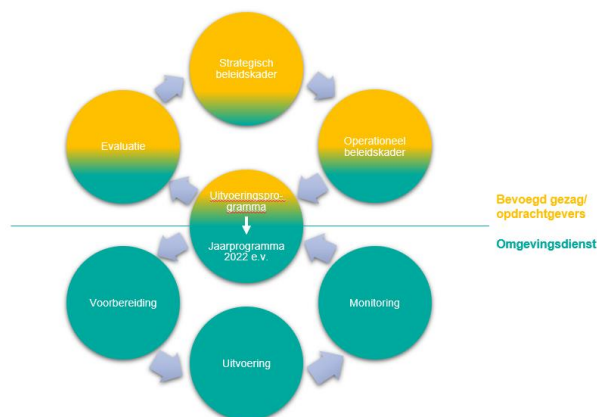 Strategisch
beleidskader
Evaluatie
Operationeel
beleidskader
Uitvoeringspro-
gramma
Jaarprogramma
2022 e.v.
Bevoegd gezag/
opdrachtgevers
Omgevingsdienst
Voorbereiding
Monitoring
Uitvoering